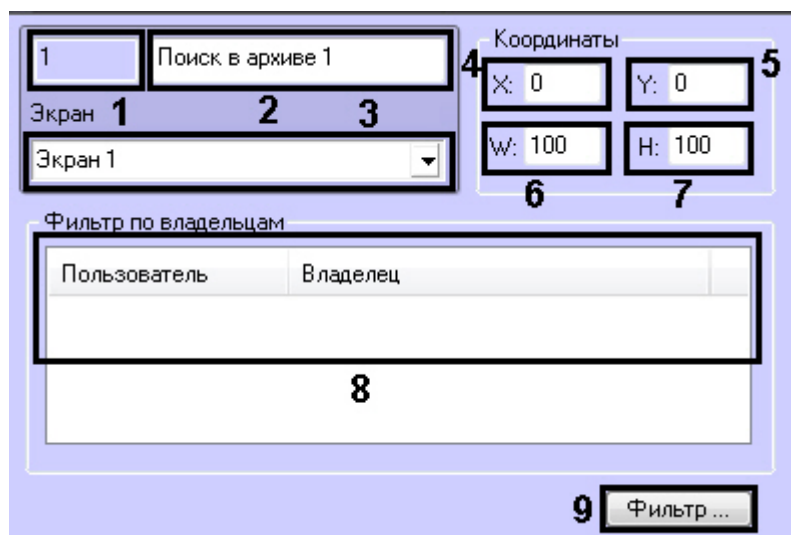 1 Поиск в архиве 1
Координаты
4 X: 0 Y: 0 5
Экран 1 2 3
Экран 1
W: 100 H: 100
6 7
Фильтр по владельцам
Пользователь Владелец
8
9 Фильтр ...